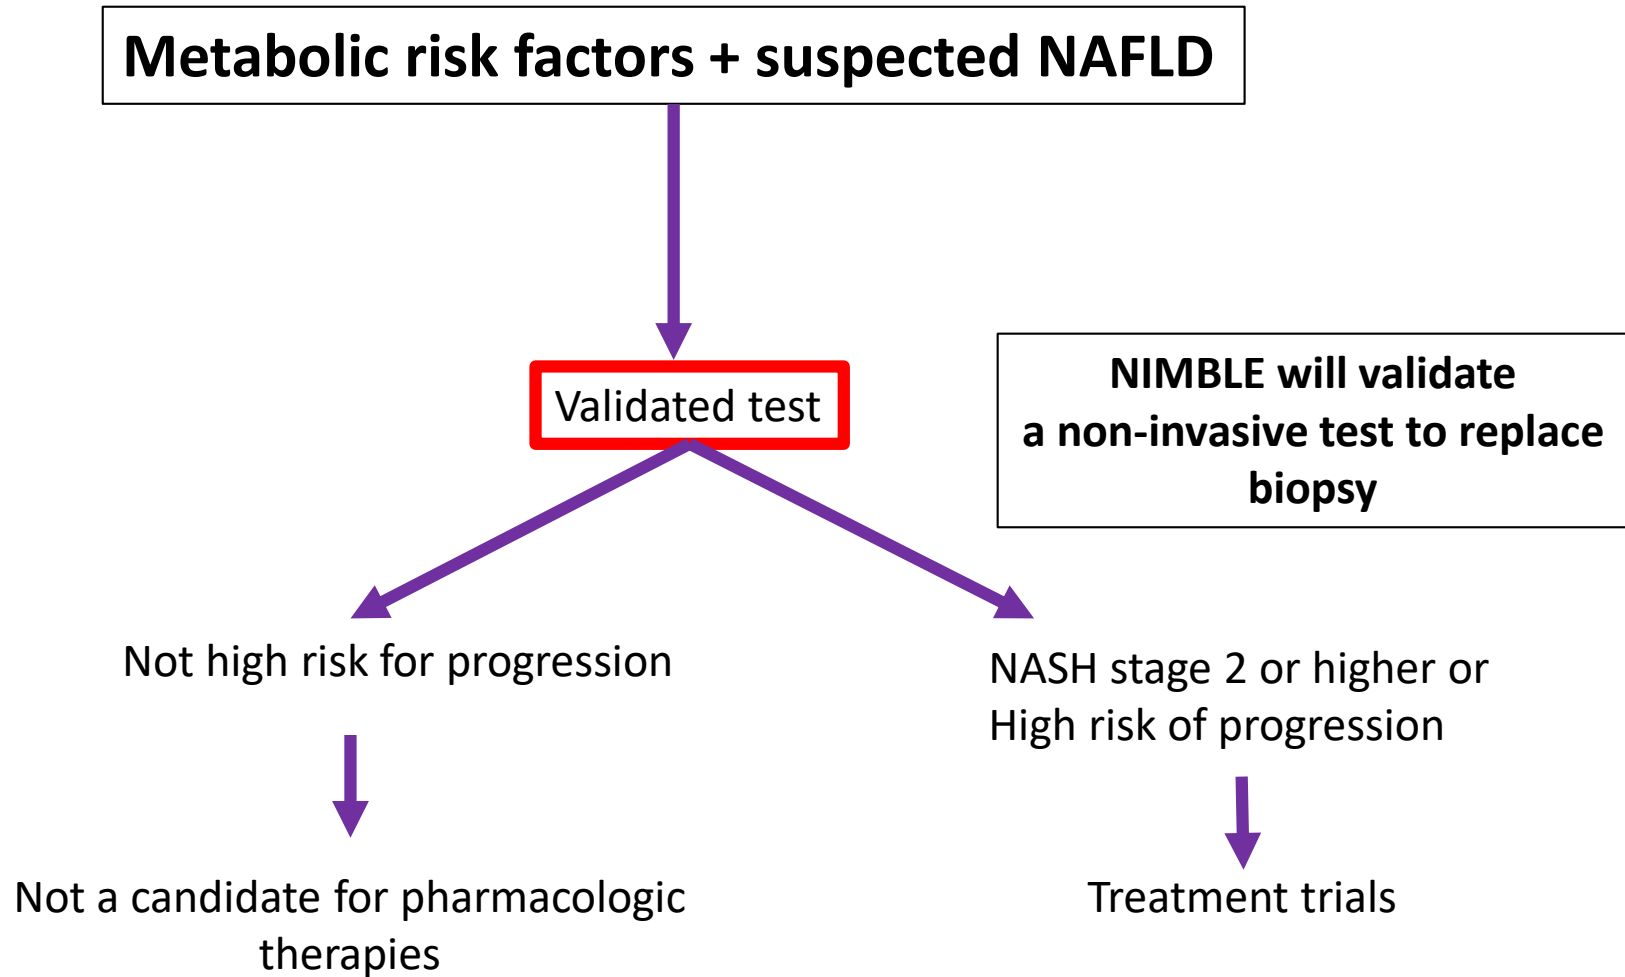 Metabolic risk factors + suspected NAFLD
Validated test
NIMBLE will validate
a non-invasive test to replace
biopsy
Not high risk for progression
NASH stage 2 or higher or
High risk of progression
Not a candidate for pharmacologic
therapies
Treatment trials